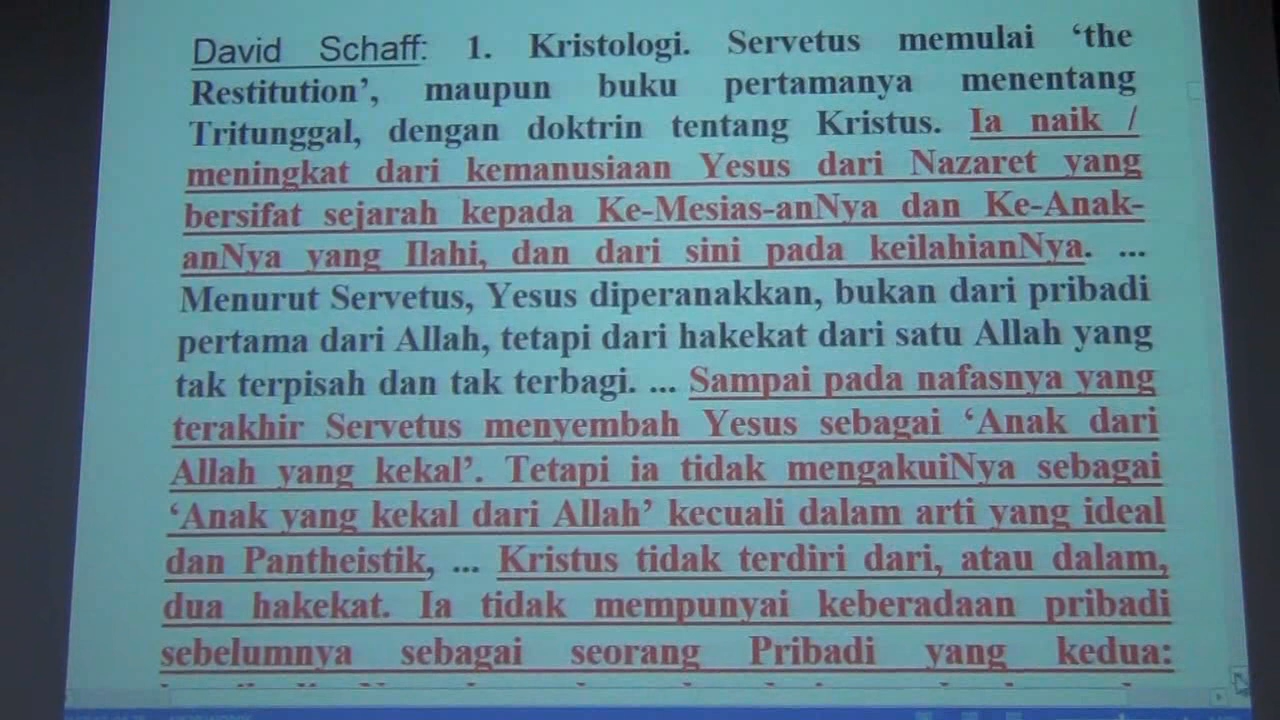 David Schaff: 1. Kristologi. Servetus memulai ‘the
Restitution’, maupun buku pertamanya menentang
Tritunggal, dengan doktrin tentang Kristus. Ia naik /
meningkat dari kemanusiaan Yesus dari Nazaret yang
bersifat sejarah kepada Ke-Mesias-anNya dan Ke-Anak-
anNya yang Ilahi, dan dari sini pada keilahianNya. ...
Menurut Servetus, Yesus diperanakkan, bukan dari pribadi
pertama dari Allah, tetapi dari hakekat dari satu Allah yang
tak terpisah dan tak terbagi. ... Sampai pada nafasnya yang
terakhir Servetus menyembah Yesus sebagai ‘Anak dari
Allah yang kekal’. Tetapi ia tidak mengakuiNya sebagai
‘Anak yang kekal dari Allah’ kecuali dalam arti yang ideal
dan Pantheistik, ... Kristus tidak terdiri dari, atau dalam,
dua hakekat. Ia tidak mempunyai keberadaan pribadi
sebelumnya sebagai seorang Pribadi yang kedua: